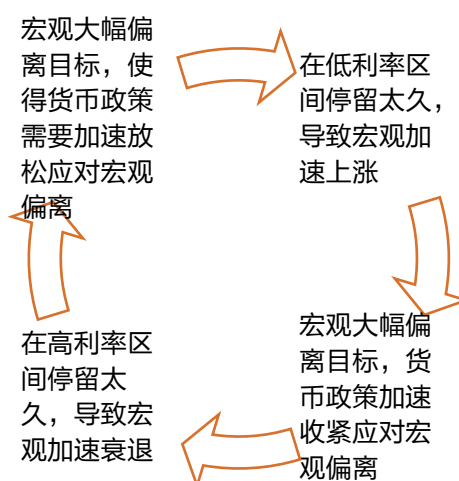 宏观大幅偏
离目标，使
得货币政策
需要加速放
松应对宏观
偏离
在低利率区
间停留太久，
导致宏观加
速上涨
宏观大幅偏
离目标，货
币政策加速
收紧应对宏
观偏离
在高利率区
间停留太
久，导致宏
观加速衰退